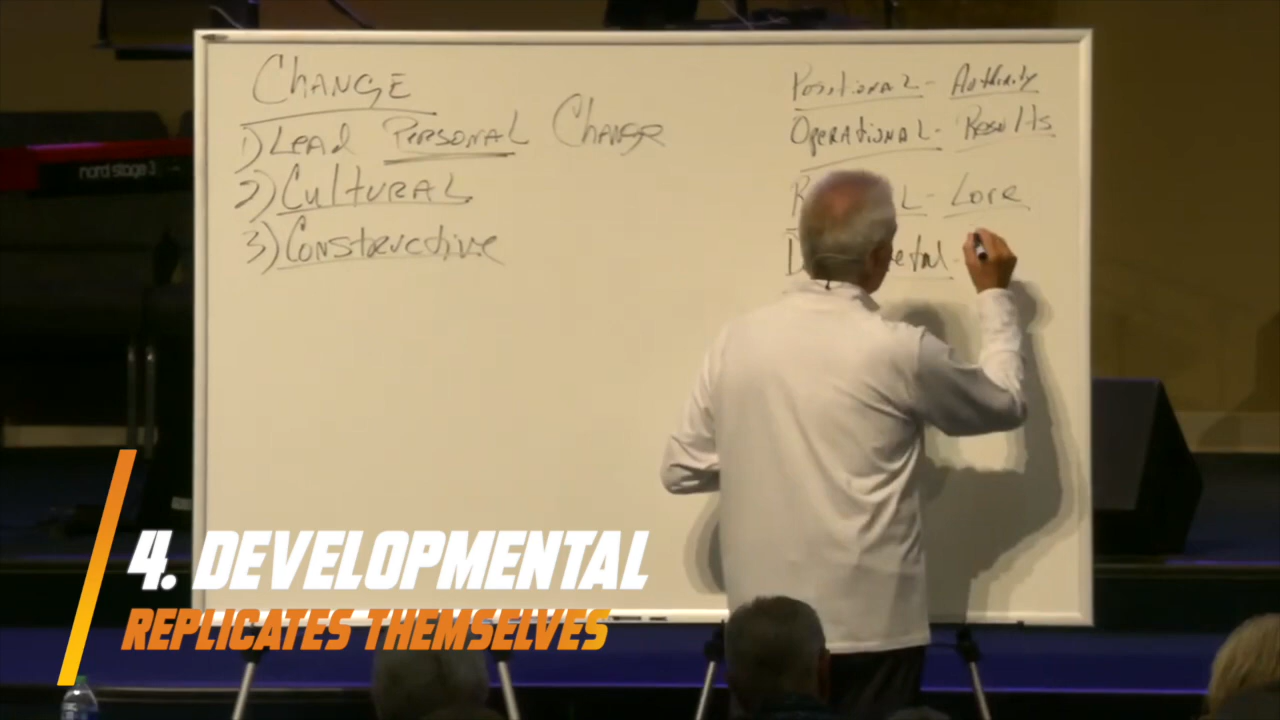 CHANGE
1) Lead PERSONAL Change
2) CULTURAL
3) Constructive
Positional - Authority
Operational - Results
R L - Love
D etal -
nord stage 3
4. DEVELOPMENTAL
REPLICATES THEMSELVES